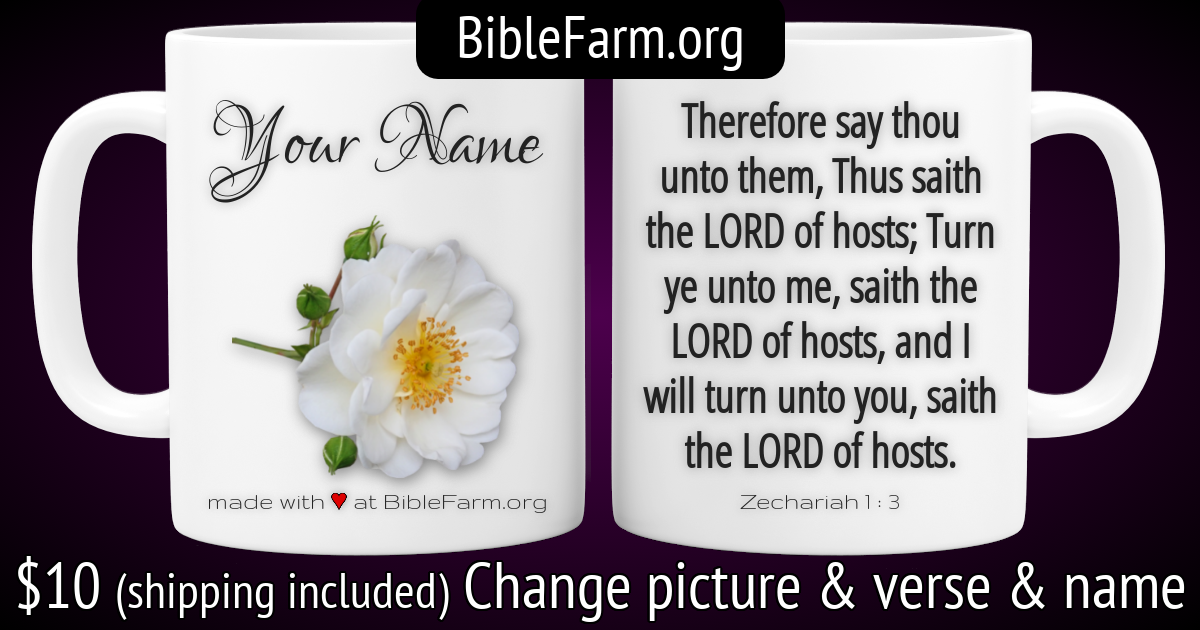 BibleFarm.org
Your Name
made with ♥ at BibleFarm.org
Therefore say thou
unto them, Thus saith
the LORD of hosts; Turn
ye unto me, saith the
LORD of hosts, and I
will turn unto you, saith
the LORD of hosts.
Zechariah 1 : 3
$10 (shipping included) Change picture & verse & name